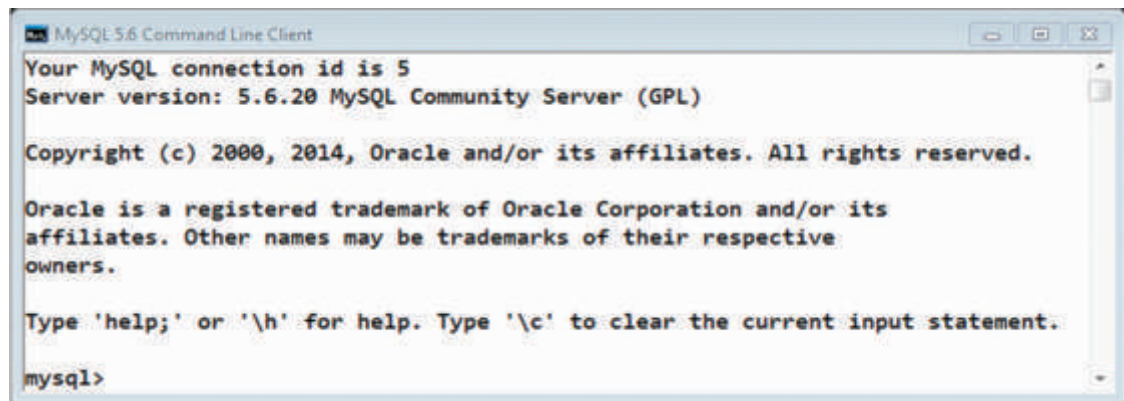 MySQL 5.6 Command Line Client
Your MySQL connection id is 5
Server version: 5.6.20 MySQL Community Server (GPL)
Copyright (c) 2000, 2014, Oracle and/or its affiliates. All rights reserved.
Oracle is a registered trademark of Oracle Corporation and/or its
affiliates. Other names may be trademarks of their respective
owners.
Type 'help;' or '\h' for help. Type '\c' to clear the current input statement.
mysql>